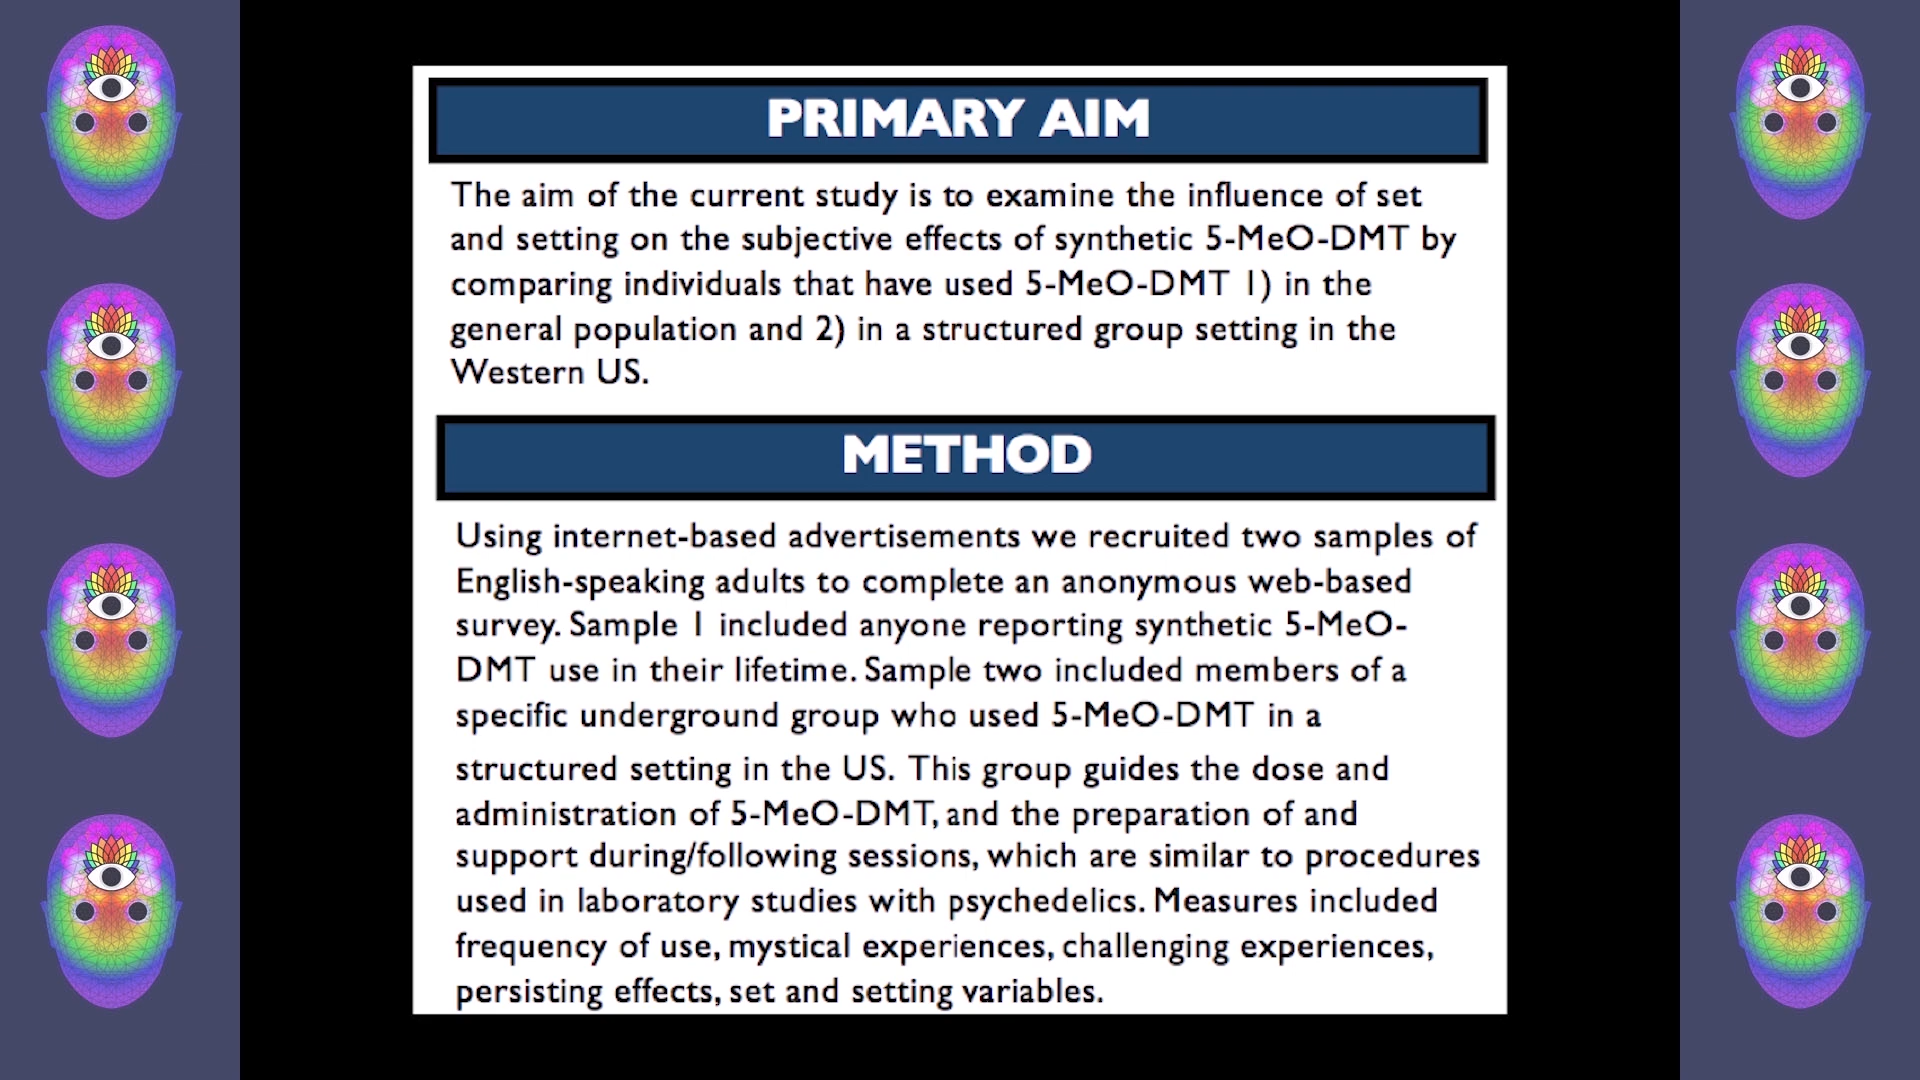 PRIMARY AIM
The aim of the current study is to examine the influence of set
and setting on the subjective effects of synthetic 5-MeO-DMT by
comparing individuals that have used 5-MeO-DMT 1) in the
general population and 2) in a structured group setting in the
Western US.
METHOD
Using internet-based advertisements we recruited two samples of
English-speaking adults to complete an anonymous web-based
survey. Sample 1 included anyone reporting synthetic 5-MeO-
DMT use in their lifetime. Sample two included members of a
specific underground group who used 5-MeO-DMT in a
structured setting in the US. This group guides the dose and
administration of 5-MeO-DMT, and the preparation of and
support during/following sessions, which are similar to procedures
used in laboratory studies with psychedelics. Measures included
frequency of use, mystical experiences, challenging experiences,
persisting effects, set and setting variables.